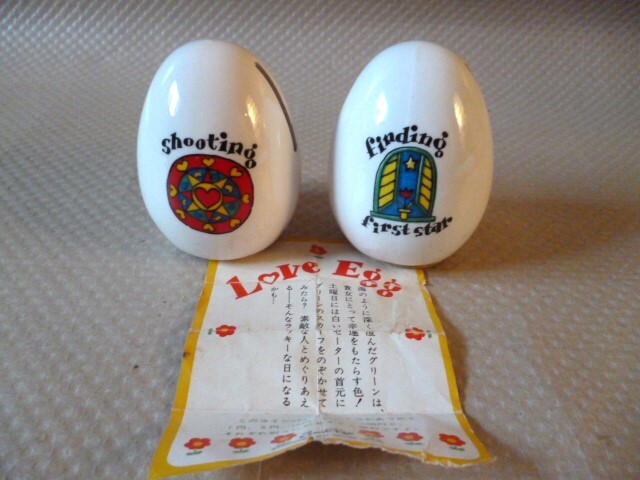 shooting
finding
first star
Love Egg
海のように深く澄んだグリーンは、
貴女にとって幸運をもたらす色！
土曜日には白いセーターの首元に
グリーンのスカーフをのぞかせて
みたら？ 素敵な人とめぐりあえ
る——そんなラッキーな日になる
かも…